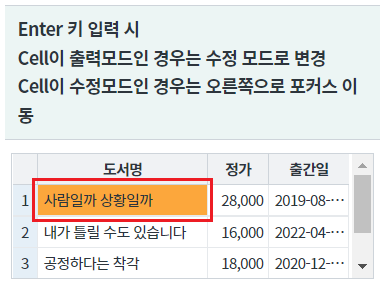 Enter 키 입력 시
Cell이 출력모드인 경우는 수정 모드로 변경
Cell이 수정모드인 경우는 오른쪽으로 포커스 이
동
도서명 정가 출간일
1 사람일까 상황일까 28,000 2019-08-···
2 내가 틀릴 수도 있습니다 16,000 2022-04-···
3 공정하다는 착각 18,000 2020-12-···